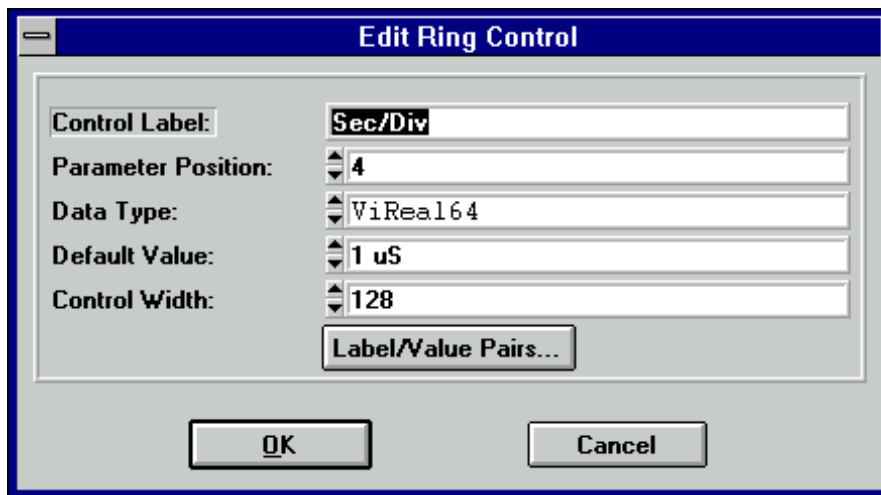 Edit Ring Control
Control Label: Sec/Div
Parameter Position: 4
Data Type: ViReal64
Default Value: 1 uS
Control Width: 128
Label/Value Pairs...
OK Cancel